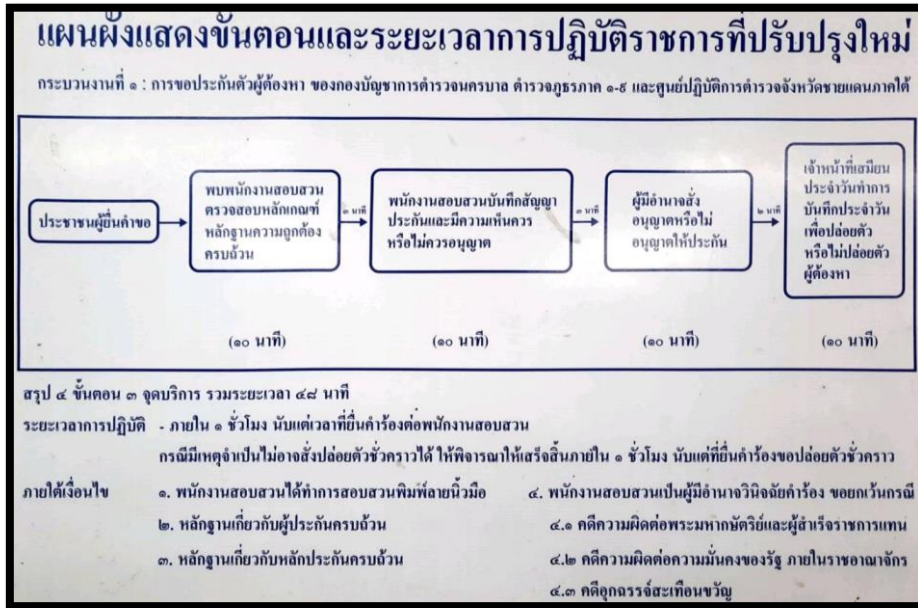 แผนผังแสดงขั้นตอนและระยะเวลาการปฏิบัติราชการที่ปรับปรุงใหม่
กระบวนงานที่ ๑ : การขอประกันตัวผู้ต้องหา ของกองบัญชาการตำรวจนครบาล ตำรวจภูธรภาค ๑-๙ และศูนย์ปฏิบัติการตำรวจจังหวัดชายแดนภาคใต้
ประชาชนผู้ยื่นคำขอ
พบพนักงานสอบสวน
ตรวจสอบหลักเกณฑ์
หลักฐานความถูกต้อง
ครบถ้วน
๓ นาที
พนักงานสอบสวนบันทึกสัญญา
ประกันและมีความเห็นควร
หรือไม่ควรอนุญาต
๓ นาที
ผู้มีอำนาจสั่ง
อนุญาตหรือไม่
อนุญาตให้ประกัน
๒ นาที
เจ้าหน้าที่เสมียน
ประจำวันทำการ
บันทึกประจำวัน
เพื่อปล่อยตัว
หรือไม่ปล่อยตัว
ผู้ต้องหา
(๑๐ นาที) (๑๐ นาที) (๑๐ นาที) (๑๐ นาที)
สรุป ๔ ขั้นตอน ๓ จุดบริการ รวมระยะเวลา ๔๘ นาที
ระยะเวลาการปฏิบัติ - ภายใน ๑ ชั่วโมง นับแต่เวลาที่ยื่นคำร้องต่อพนักงานสอบสวน
กรณีมีเหตุจำเป็นไม่อาจสั่งปล่อยตัวชั่วคราวได้ ให้พิจารณาให้เสร็จสิ้นภายใน ๑ ชั่วโมง นับแต่ที่ยื่นคำร้องขอปล่อยตัวชั่วคราว
ภายใต้เงื่อนไข ๑. พนักงานสอบสวนได้ทำการสอบสวนพิมพ์ลายนิ้วมือ
๒. หลักฐานเกี่ยวกับผู้ประกันครบถ้วน
๓. หลักฐานเกี่ยวกับหลักประกันครบถ้วน
๔. พนักงานสอบสวนเป็นผู้มีอำนาจวินิจฉัยคำร้อง ขอยกเว้นกรณี
๔.๑ คดีความผิดต่อพระมหากษัตริย์และผู้สำเร็จราชการแทน
๔.๒ คดีความผิดต่อความมั่นคงของรัฐ ภายในราชอาณาจักร
๔.๓ คดีอุกฉกรรจ์สะเทือนขวัญ